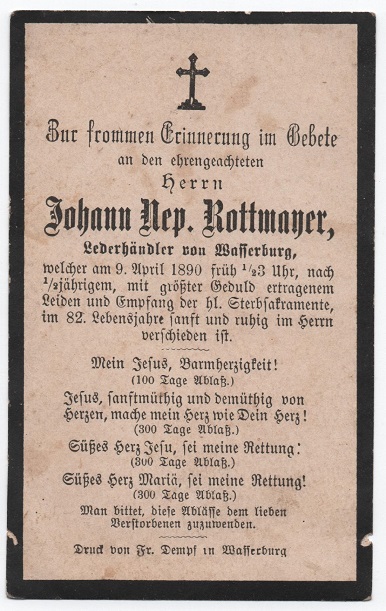 Zur frommen Erinnerung im Gebete
an den ehrengeachteten
Herrn
Johann Nep. Rottmayer,
Lederhändler von Wasserburg,
welcher am 9. April 1890 früh ½3 Uhr, nach
½jährigem, mit größter Geduld ertragenem
Leiden und Empfang der hl. Sterbsakramente,
im 82. Lebensjahre sanft und ruhig im Herrn
verschieden ist.
Mein Jesus, Barmherzigkeit!
(100 Tage Ablaß.)
Jesus, sanftmüthig und demüthig von
Herzen, mache mein Herz wie Dein Herz!
(300 Tage Ablaß.)
Süßes Herz Jesu, sei meine Rettung!
(300 Tage Ablaß.)
Süßes Herz Mariä, sei meine Rettung!
(300 Tage Ablaß.)
Man bittet, diese Ablässe dem lieben
Verstorbenen zuzuwenden.
Druck von Fr. Dempf in Wasserburg